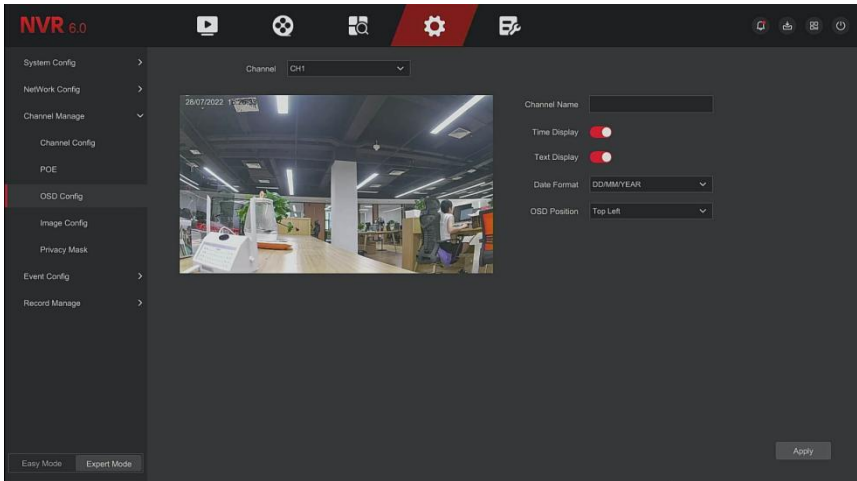 NVR 6.0
System Config
NetWork Config
Channel Manage
Channel Config
POE
OSD Config
Image Config
Privacy Mask
Event Config
Record Manage
Easy Mode
Expert Mode
Channel CH1
28/07/2022
Channel Name
Time Display
Text Display
Date Format DD/MM/YEAR
OSD Position Top Left
Apply